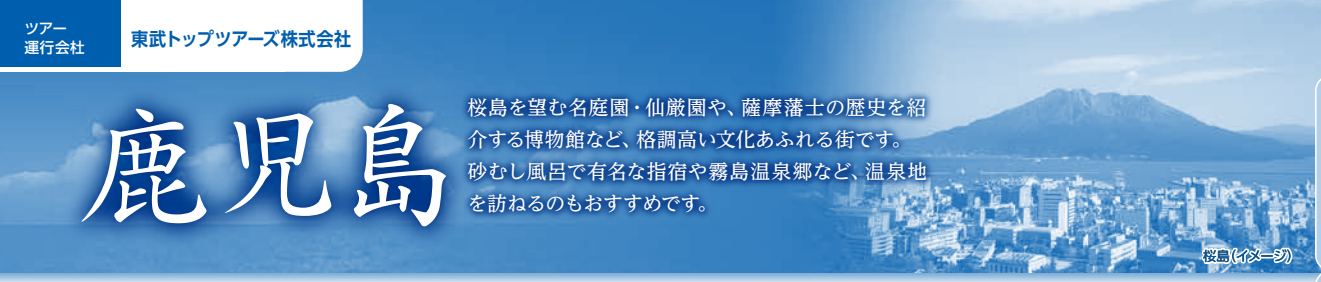 ツアー
運行会社
東武トップツアーズ株式会社
鹿児島
桜島を望む名庭園・仙厳園や、薩摩藩士の歴史を紹
介する博物館など、格調高い文化あふれる街です。
砂むし風呂で有名な指宿や霧島温泉郷など、温泉地
を訪ねるのもおすすめです。
桜島(イメージ)